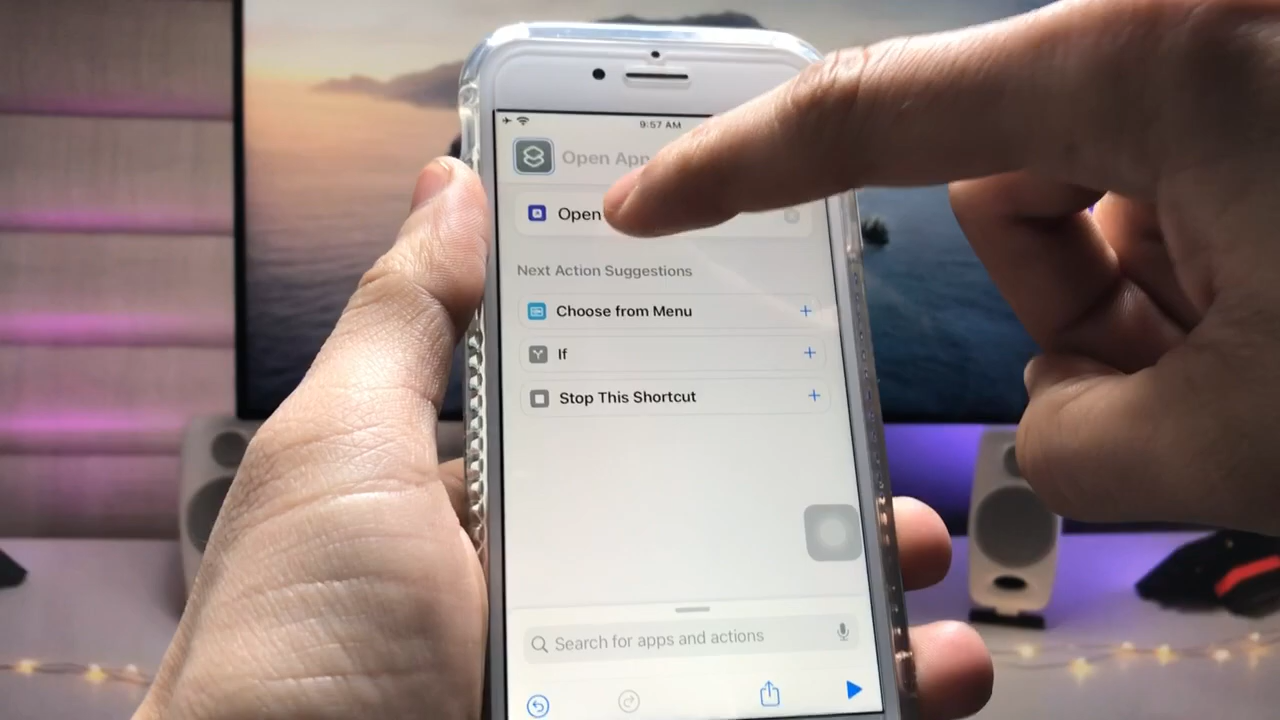 9:57 AM
Open App
Open
Next Action Suggestions
Choose from Menu
If
Stop This Shortcut
Search for apps and actions